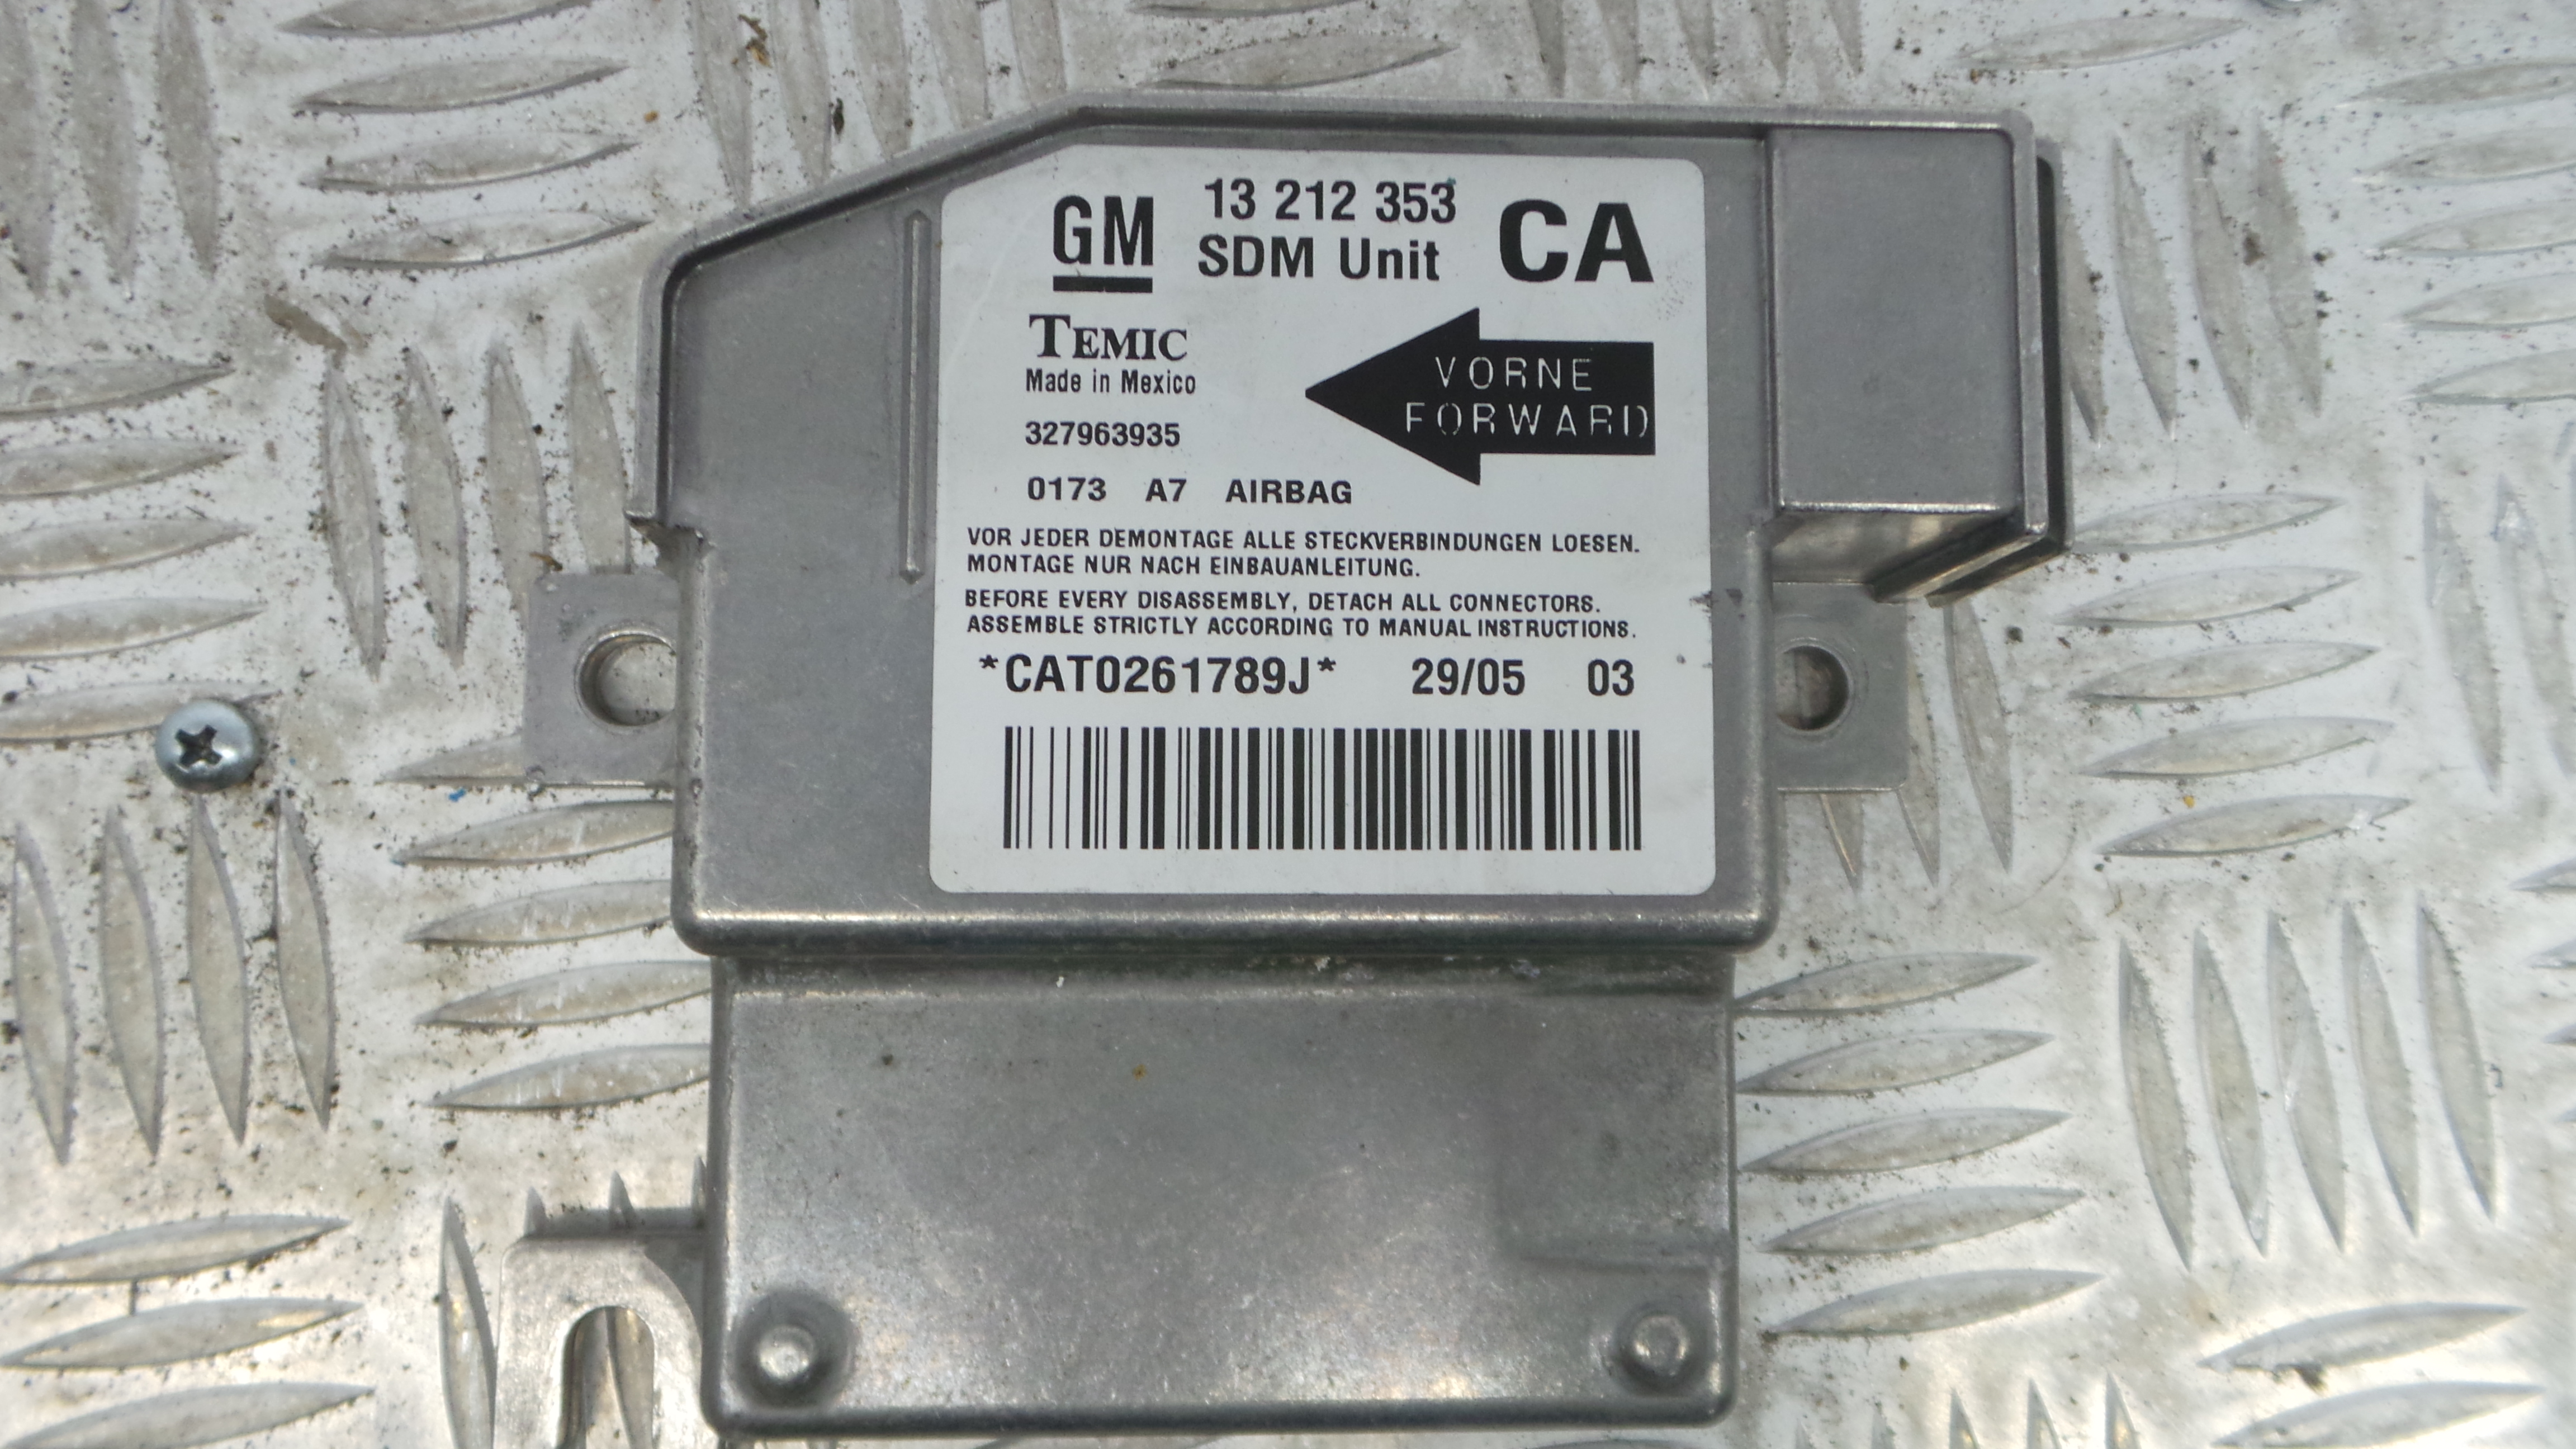 GM 13 212 353 CA
SDM Unit
TEMIC
Made in Mexico
VORNE
FORWARD
327963935
0173 A7 AIRBAG
VOR JEDER DEMONTAGE ALLE STECKVERBINDUNGEN LOESEN.
MONTAGE NUR NACH EINBAUANLEITUNG.
BEFORE EVERY DISASSEMBLY, DETACH ALL CONNECTORS.
ASSEMBLE STRICTLY ACCORDING TO MANUAL INSTRUCTIONS.
*CAT0261789J* 29/05 03